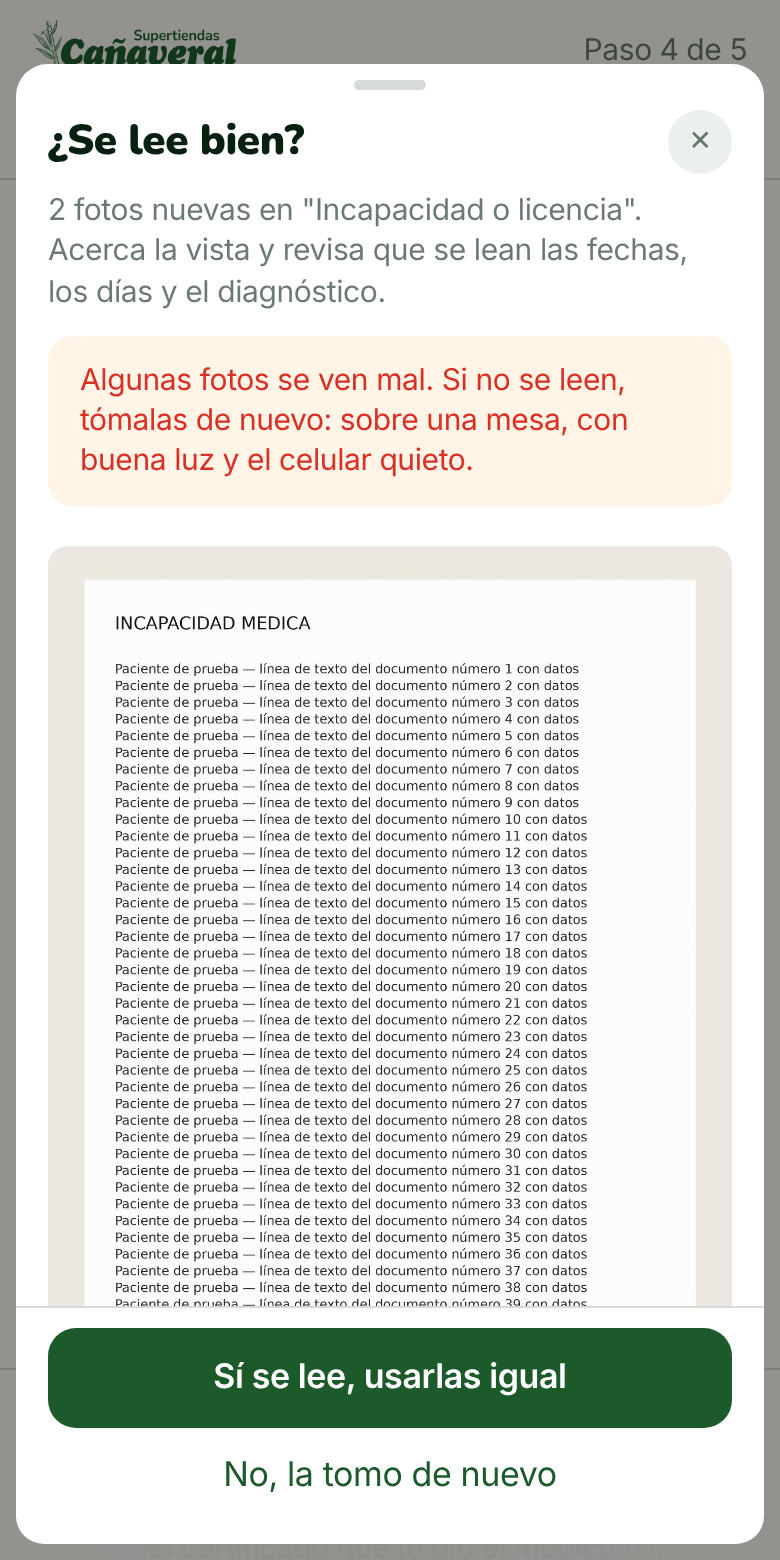 Supertiendas
Cañaveral
Paso 4 de 5
¿Se lee bien?
2 fotos nuevas en "Incapacidad o licencia".
Acerca la vista y revisa que se lean las fechas,
los días y el diagnóstico.
Algunas fotos se ven mal. Si no se leen,
tómalas de nuevo: sobre una mesa, con
buena luz y el celular quieto.
INCAPACIDAD MEDICA
Paciente de prueba — línea de texto del documento número 1 con datos
Paciente de prueba — línea de texto del documento número 2 con datos
Paciente de prueba — línea de texto del documento número 3 con datos
Paciente de prueba — línea de texto del documento número 4 con datos
Paciente de prueba — línea de texto del documento número 5 con datos
Paciente de prueba — línea de texto del documento número 6 con datos
Paciente de prueba — línea de texto del documento número 7 con datos
Paciente de prueba — línea de texto del documento número 8 con datos
Paciente de prueba — línea de texto del documento número 9 con datos
Paciente de prueba — línea de texto del documento número 10 con datos
Paciente de prueba — línea de texto del documento número 11 con datos
Paciente de prueba — línea de texto del documento número 12 con datos
Paciente de prueba — línea de texto del documento número 13 con datos
Paciente de prueba — línea de texto del documento número 14 con datos
Paciente de prueba — línea de texto del documento número 15 con datos
Paciente de prueba — línea de texto del documento número 16 con datos
Paciente de prueba — línea de texto del documento número 17 con datos
Paciente de prueba — línea de texto del documento número 18 con datos
Paciente de prueba — línea de texto del documento número 19 con datos
Paciente de prueba — línea de texto del documento número 20 con datos
Paciente de prueba — línea de texto del documento número 21 con datos
Paciente de prueba — línea de texto del documento número 22 con datos
Paciente de prueba — línea de texto del documento número 23 con datos
Paciente de prueba — línea de texto del documento número 24 con datos
Paciente de prueba — línea de texto del documento número 25 con datos
Paciente de prueba — línea de texto del documento número 26 con datos
Paciente de prueba — línea de texto del documento número 27 con datos
Paciente de prueba — línea de texto del documento número 28 con datos
Paciente de prueba — línea de texto del documento número 29 con datos
Paciente de prueba — línea de texto del documento número 30 con datos
Paciente de prueba — línea de texto del documento número 31 con datos
Paciente de prueba — línea de texto del documento número 32 con datos
Paciente de prueba — línea de texto del documento número 33 con datos
Paciente de prueba — línea de texto del documento número 34 con datos
Paciente de prueba — línea de texto del documento número 35 con datos
Paciente de prueba — línea de texto del documento número 36 con datos
Paciente de prueba — línea de texto del documento número 37 con datos
Paciente de prueba — línea de texto del documento número 38 con datos
Paciente de prueba — línea de texto del documento número 39 con datos
Sí se lee, usarlas igual
No, la tomo de nuevo
El certificado que te dio el médico o la